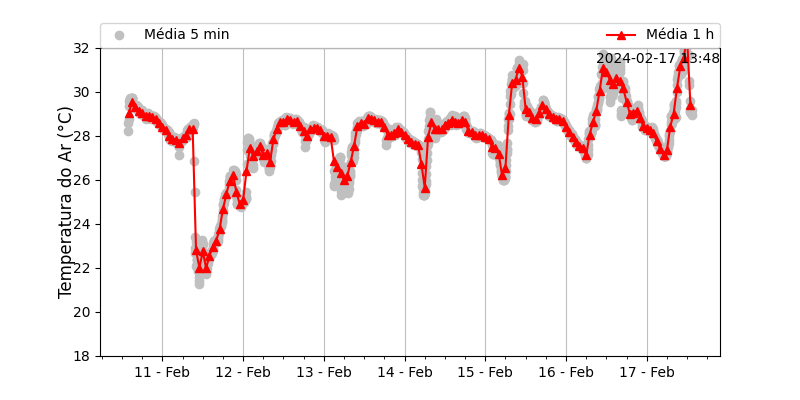 Média 5 min
Média 1 h
2024-02-17 13:48
Temperatura do Ar (°C)
32
30
28
26
24
22
20
18
11 - Feb
12 - Feb
13 - Feb
14 - Feb
15 - Feb
16 - Feb
17 - Feb